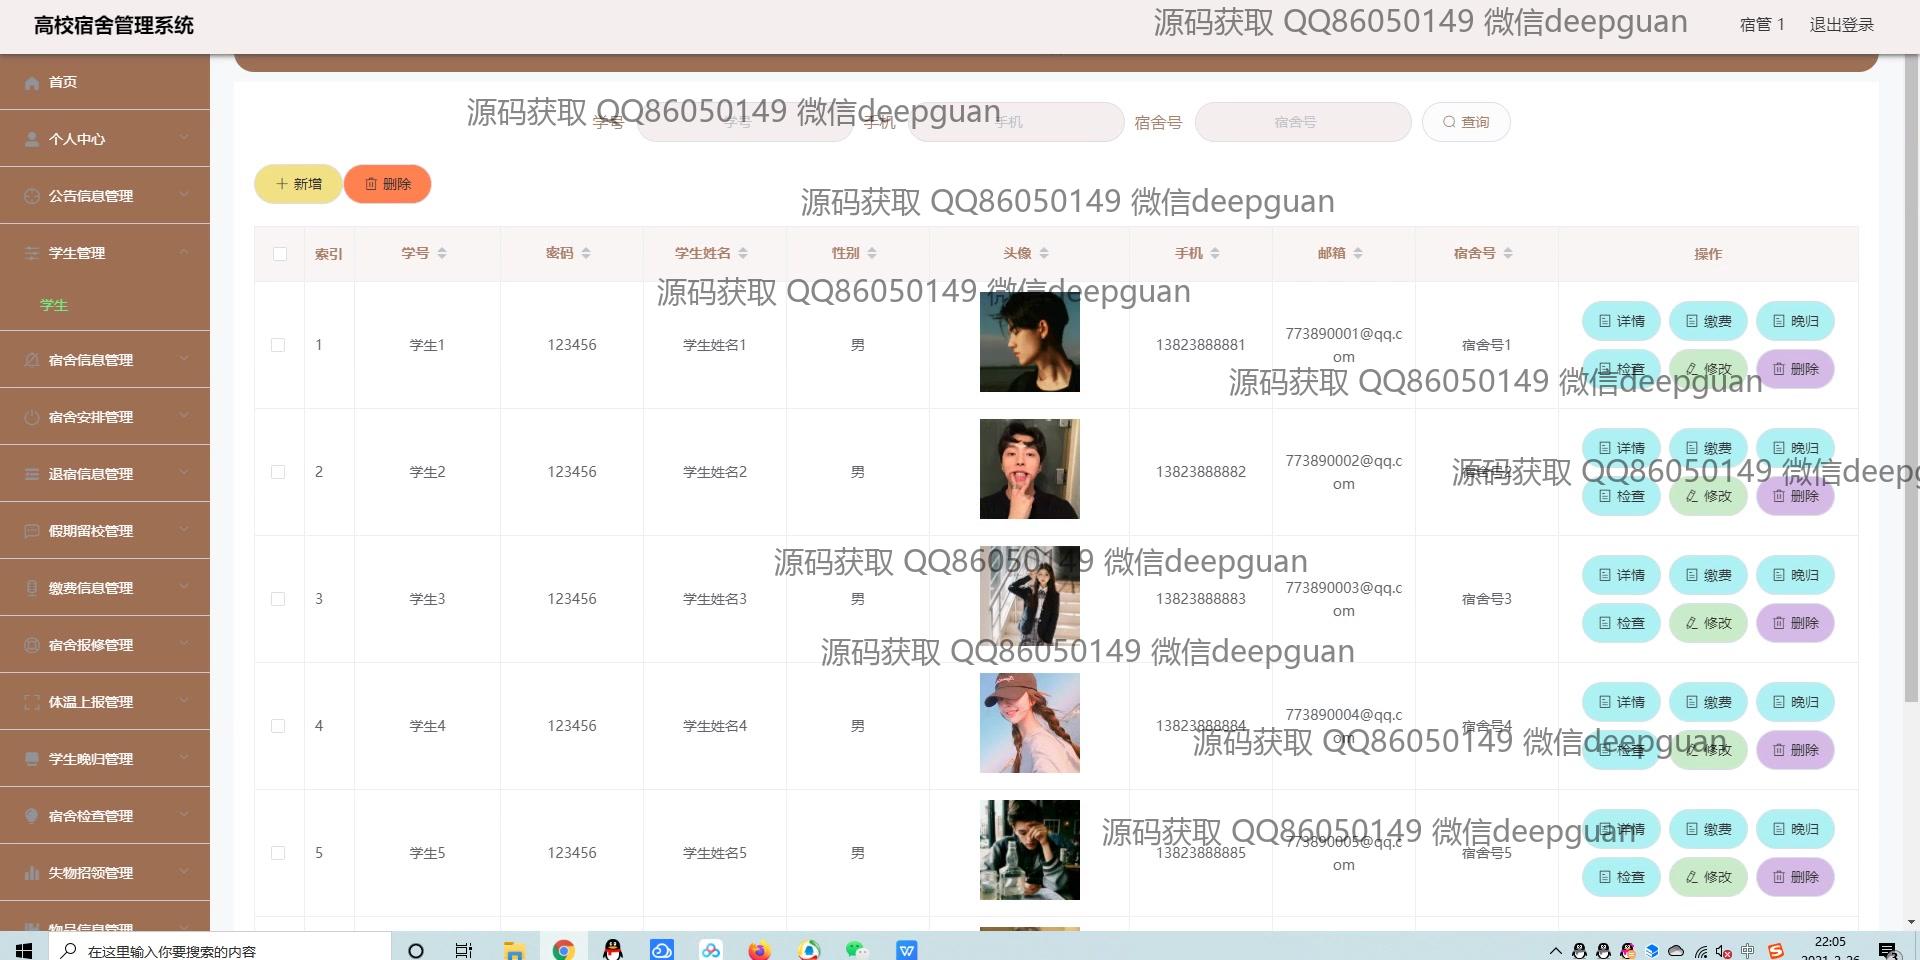 高校宿舍管理系统
源码获取 QQ86050149 微信deepguan
宿管 1
退出登录
首页
个人中心
公告信息管理
学生管理
学生
宿舍信息管理
宿舍安排管理
退宿信息管理
假期留校管理
缴费信息管理
宿舍报修管理
体温上报管理
学生晚归管理
宿舍检查管理
失物招领管理
物品信息管理
源码获取 QQ86050149 微信deepguan
学号 学号 手机 手机 宿舍号 宿舍号 查询
新增 删除
源码获取 QQ86050149 微信deepguan
索引 学号 密码 学生姓名 性别 头像 手机 邮箱 宿舍号 操作
源码获取 QQ86050149 微信deepguan
1 学生1 123456 学生姓名1 男 13823888881 773890001@qq.c
om 宿舍号1 详情 缴费 晚归
检查 修改 删除
源码获取 QQ86050149 微信deepguan
2 学生2 123456 学生姓名2 男 13823888882 773890002@qq.c
om 宿舍号2 详情 缴费 晚归
检查 修改 删除
源码获取 QQ86050149 微信deepg
源码获取 QQ86050149 微信deepguan
3 学生3 123456 学生姓名3 男 13823888883 773890003@qq.c
om 宿舍号3 详情 缴费 晚归
检查 修改 删除
源码获取 QQ86050149 微信deepguan
4 学生4 123456 学生姓名4 男 13823888884 773890004@qq.c
om 宿舍号4 详情 缴费 晚归
检查 修改 删除
源码获取 QQ86050149 微信deepguan
5 学生5 123456 学生姓名5 男 13823888885 773890005@qq.c
om 宿舍号5 详情 缴费 晚归
检查 修改 删除
源码获取 QQ86050149 微信deepguan
在这里输入你要搜索的内容
中
22:05
2021-2-26